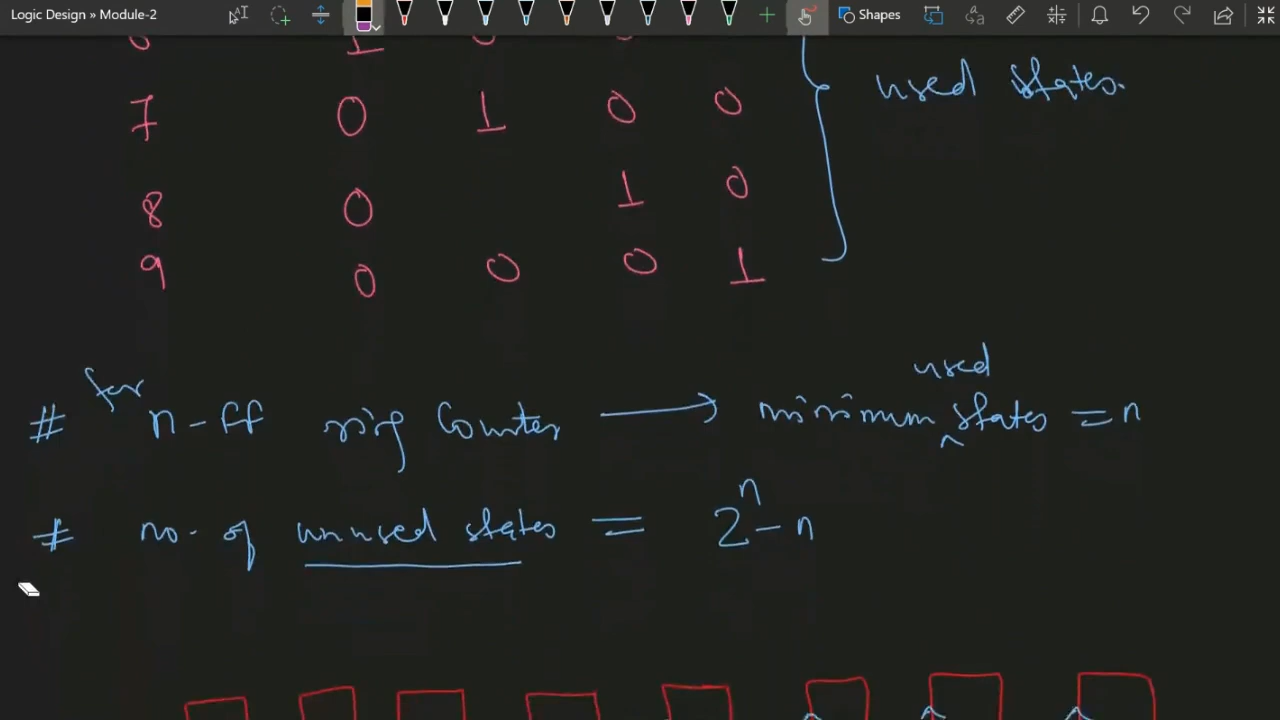 Logic Design » Module-2
Shapes
1
7 0 1 0 0
used states.
8 0 1 0
9 0 0 0 1
# for n-ff ring Counter → minimum used states = n
# no. of unused states = 2^n - n